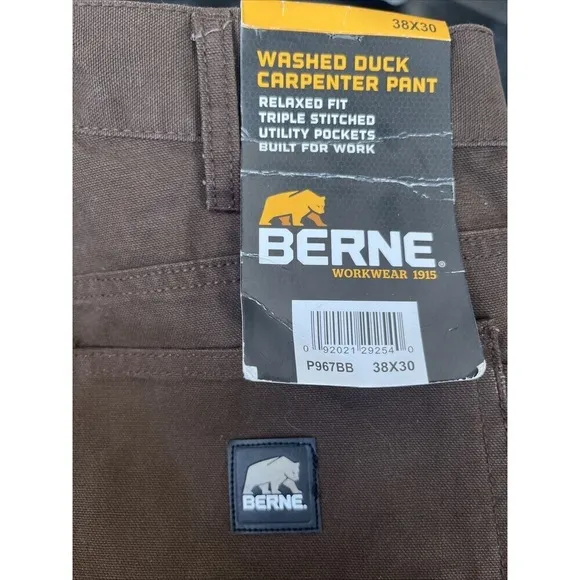 38X30
WASHED DUCK
CARPENTER PANT
RELAXED FIT
TRIPLE STITCHED
UTILITY POCKETS
BUILT FOR WORK
BERNE®
WORKWEAR 1915
0 92021 29254 0
P967BB 38X30
BERNE.